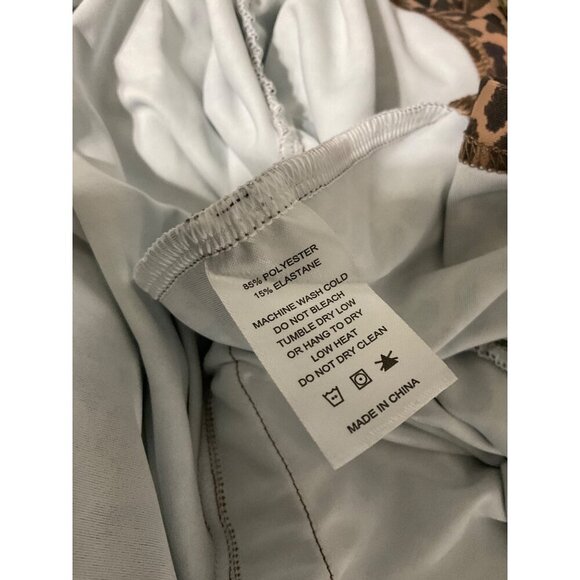 85% POLYESTER
15% ELASTANE
MACHINE WASH COLD
DO NOT BLEACH
TUMBLE DRY LOW
OR HANG TO DRY
LOW HEAT
DO NOT DRY CLEAN
MADE IN CHINA